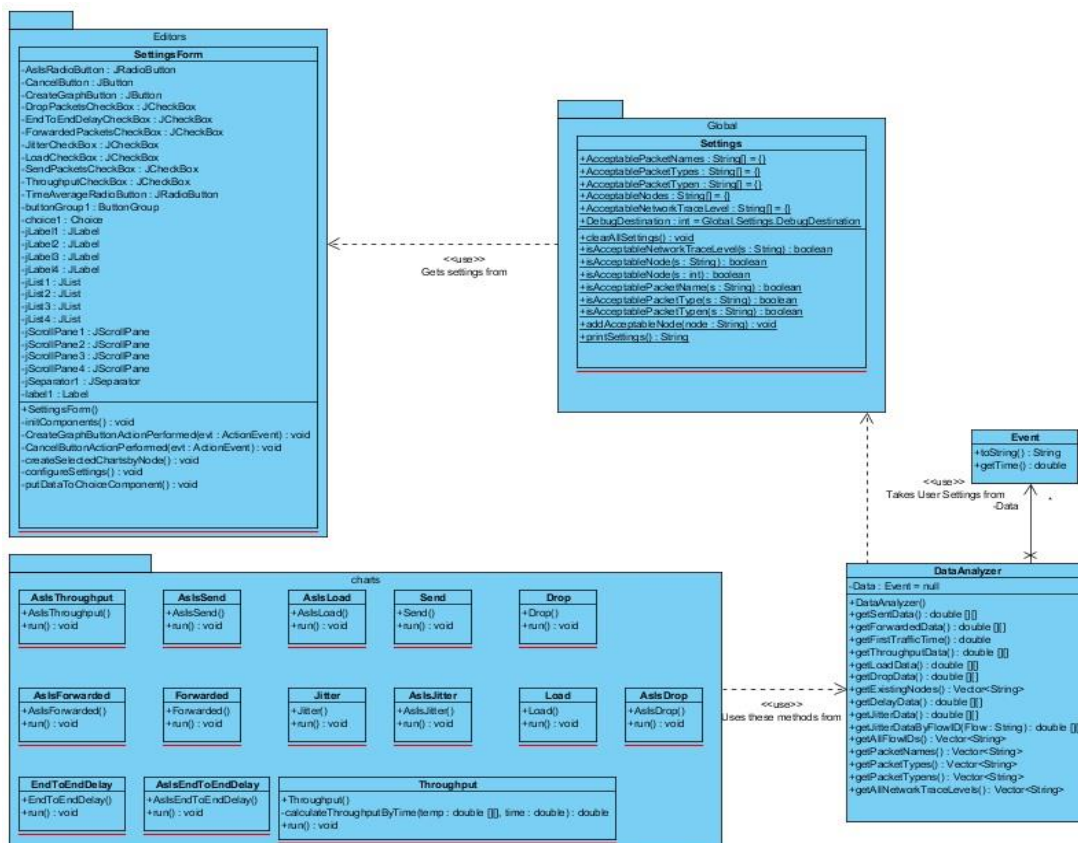 Editors
SettingsForm
-AsIsRadioButton : JRadioButton
-CancelButton : JButton
-CreateGraphButton : JButton
-DropPacketsCheckBox : JCheckBox
-EndToEndDelayCheckBox : JCheckBox
-ForwardedPacketsCheckBox : JCheckBox
-JitterCheckBox : JCheckBox
-LoadCheckBox : JCheckBox
-SendPacketsCheckBox : JCheckBox
-ThroughputCheckBox : JCheckBox
-TimeAverageRadioButton : JRadioButton
-buttonGroup1 : ButtonGroup
-choice1 : Choice
-jLabel1 : JLabel
-jLabel2 : JLabel
-jLabel3 : JLabel
-jLabel4 : JLabel
-jList1 : JList
-jList2 : JList
-jList3 : JList
-jList4 : JList
-jScrollPane1 : JScrollPane
-jScrollPane2 : JScrollPane
-jScrollPane3 : JScrollPane
-jScrollPane4 : JScrollPane
-jSeparator1 : JSeparator
-label1 : Label
+SettingsForm()
-initComponents() : void
-CreateGraphButtonActionPerformed(evt : ActionEvent) : void
-CancelButtonActionPerformed(evt : ActionEvent) : void
-createSelectedChartsbyNode() : void
-configureSettings() : void
-putDataToChoiceComponent() : void
<<use>>
Gets settings from
Global
Settings
+AcceptablePacketNames : String[] = {}
+AcceptablePacketTypes : String[] = {}
+AcceptablePacketTypen : String[] = {}
+AcceptableNodes : String[] = {}
+AcceptableNetworkTraceLevel : String[] = {}
+DebugDestination : int = Global.Settings.DebugDestination
+clearAllSettings() : void
+isAcceptableNetworkTraceLevel(s : String) : boolean
+isAcceptableNode(s : String) : boolean
+isAcceptableNode(s : int) : boolean
+isAcceptablePacketName(s : String) : boolean
+isAcceptablePacketType(s : String) : boolean
+isAcceptablePacketTypen(s : String) : boolean
+addAcceptableNode(node : String) : void
+printSettings() : String
Event
+toString() : String
+getTime() : double
<<use>>
Takes User Settings from
-Data
*
DataAnalyzer
-Data : Event = null
+DataAnalyzer()
+getSentData() : double [][]
+getForwardedData() : double [][]
+getFirstTrafficTime() : double
+getThroughputData() : double [][]
+getLoadData() : double [][]
+getDropData() : double [][]
+getExistingNodes() : Vector<String>
+getDelayData() : double [][]
+getJitterData() : double [][]
+getJitterDataByFlowID(Flow : String) : double [][]
+getAllFlowIDs() : Vector<String>
+getPacketNames() : Vector<String>
+getPacketTypes() : Vector<String>
+getPacketTypens() : Vector<String>
+getAllNetworkTraceLevels() : Vector<String>
<<use>>
Uses these methods from
charts
AsIsThroughput
+AsIsThroughput()
+run() : void
AsIsSend
+AsIsSend()
+run() : void
AsIsLoad
+AsIsLoad()
+run() : void
Send
+Send()
+run() : void
Drop
+Drop()
+run() : void
AsIsForwarded
+AsIsForwarded()
+run() : void
Forwarded
+Forwarded()
+run() : void
Jitter
+Jitter()
+run() : void
AsIsJitter
+AsIsJitter()
+run() : void
Load
+Load()
+run() : void
AsIsDrop
+AsIsDrop()
+run() : void
EndToEndDelay
+EndToEndDelay()
+run() : void
AsIsEndToEndDelay
+AsIsEndToEndDelay()
+run() : void
Throughput
+Throughput()
-calculateThroughputByTime(temp : double [][], time : double) : double
+run() : void